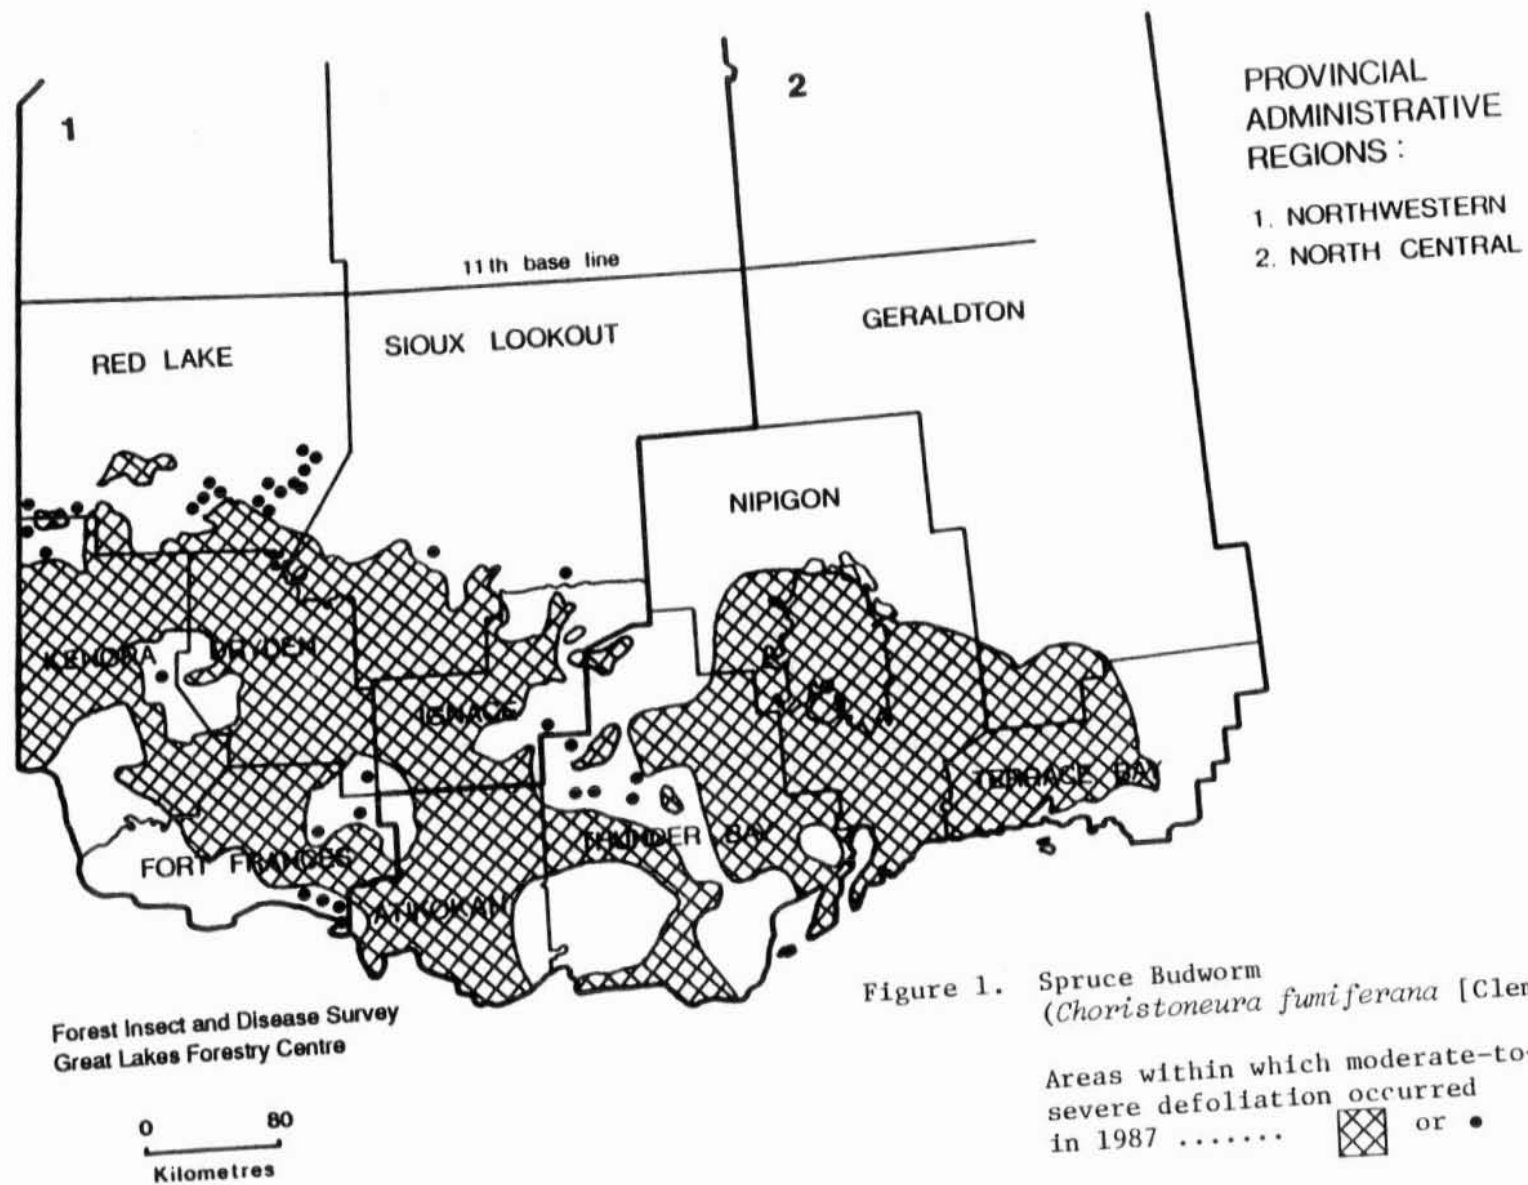 1
2
PROVINCIAL
ADMINISTRATIVE
REGIONS :
1. NORTHWESTERN
2. NORTH CENTRAL
11th base line
RED LAKE
SIOUX LOOKOUT
GERALDTON
NIPIGON
KENORA
DRYDEN
IGNACE
TERRACE BAY
THUNDER BAY
FORT FRANCES
ATIKOKAN
Forest Insect and Disease Survey
Great Lakes Forestry Centre
0 80
Kilometres
Figure 1. Spruce Budworm
(Choristoneura fumiferana [Clem
Areas within which moderate-to-
severe defoliation occurred
in 1987 ....... or •